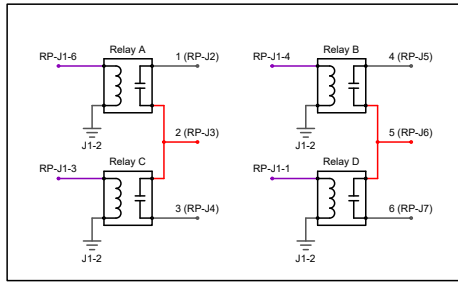 Relay A
RP-J1-6
1 (RP-J2)
J1-2
2 (RP-J3)
Relay C
RP-J1-3
3 (RP-J4)
J1-2
Relay B
RP-J1-4
4 (RP-J5)
J1-2
5 (RP-J6)
Relay D
RP-J1-1
6 (RP-J7)
J1-2